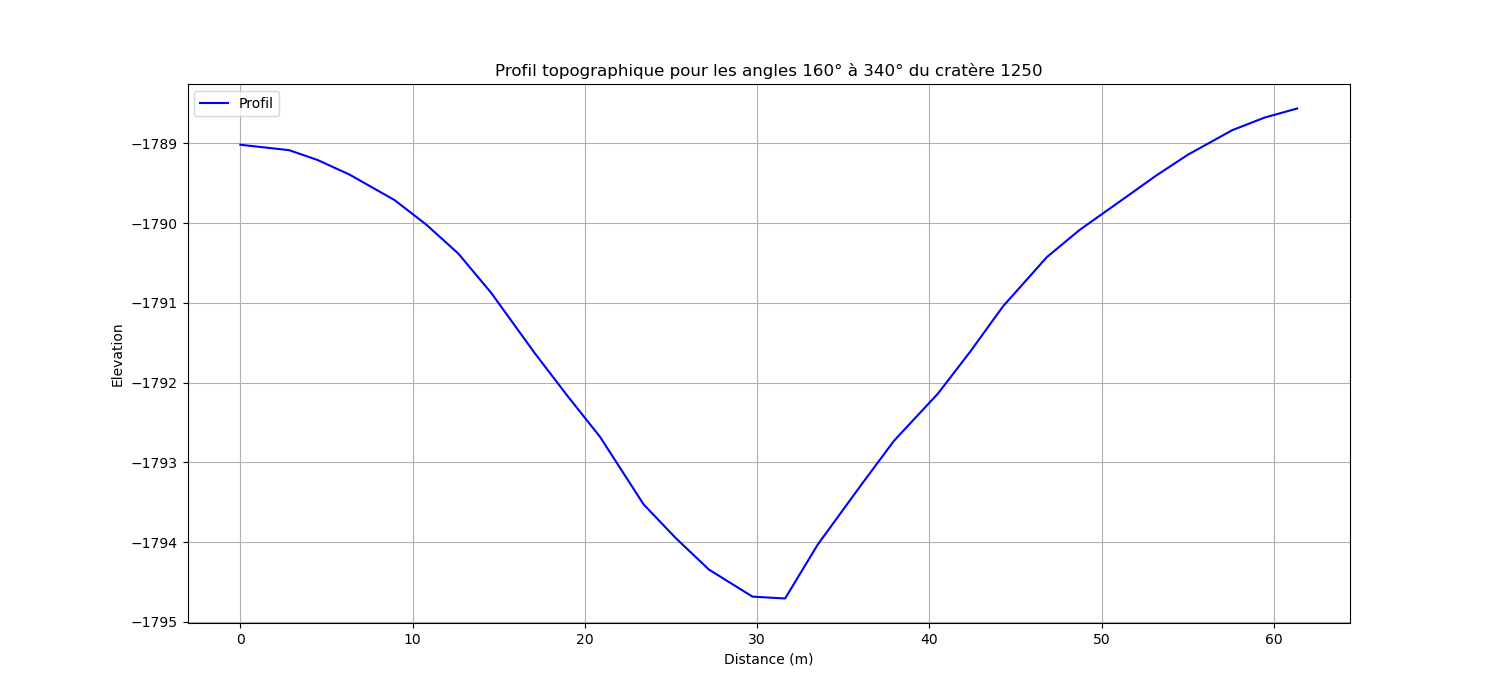 Profil topographique pour les angles 160° à 340° du cratère 1250
Profil
−1789
−1790
−1791
−1792
−1793
−1794
−1795
Elevation
0 10 20 30 40 50 60
Distance (m)